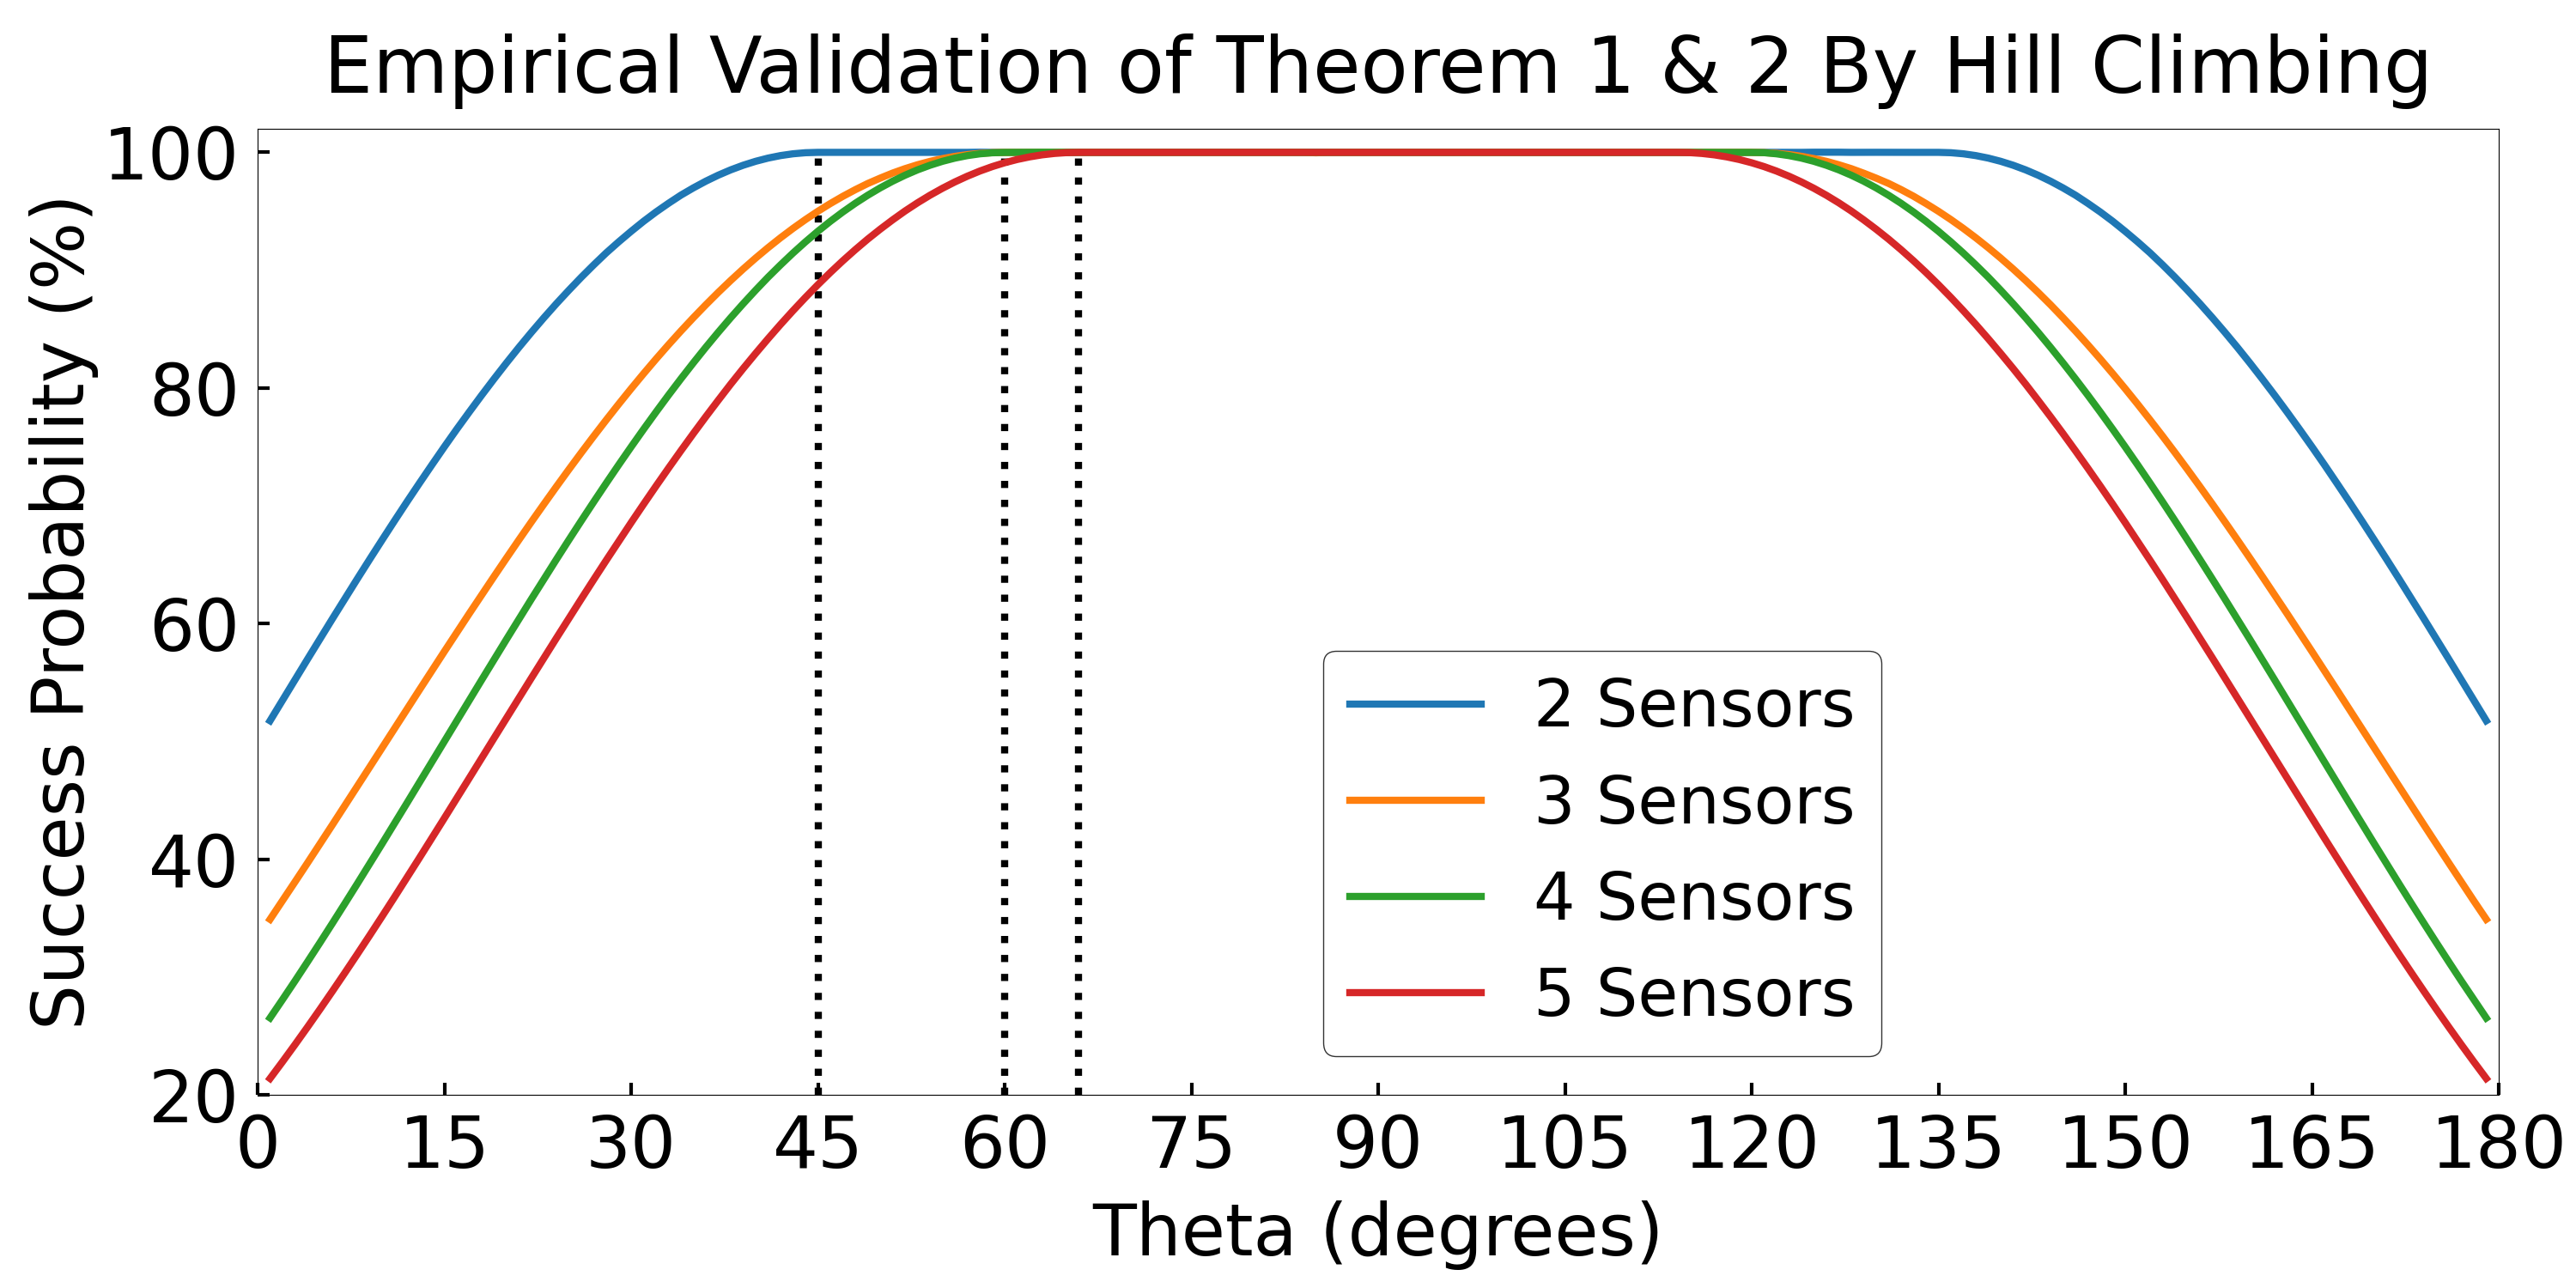 Empirical Validation of Theorem 1 & 2 By Hill Climbing
Success Probability (%)
100
80
60
40
20
2 Sensors
3 Sensors
4 Sensors
5 Sensors
0 15 30 45 60 75 90 105 120 135 150 165 180
Theta (degrees)